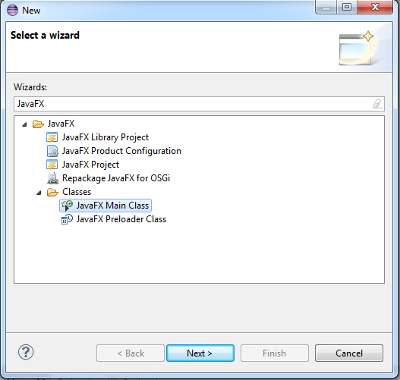 New
Select a wizard
Wizards:
JavaFX
JavaFX
JavaFX Library Project
JavaFX Product Configuration
JavaFX Project
Repackage JavaFX for OSGi
Classes
JavaFX Main Class
JavaFX Preloader Class
? < Back Next > Finish Cancel